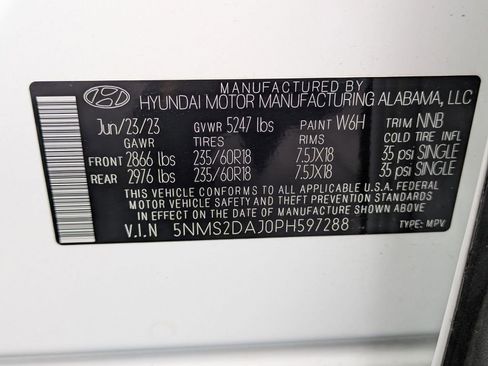 MANUFACTURED BY
HYUNDAI MOTOR MANUFACTURING ALABAMA, LLC
Jun/23/23 GVWR 5247 lbs PAINT W6H TRIM NNB
GAWR TIRES RIMS COLD TIRE INFL
FRONT 2866 lbs 235/60R18 7.5JX18 35 psi SINGLE
REAR 2976 lbs 235/60R18 7.5JX18 35 psi SINGLE
THIS VEHICLE CONFORMS TO ALL APPLICABLE U.S.A. FEDERAL
MOTOR VEHICLE SAFETY, BUMPER, AND THEFT PREVENTION STANDARDS
IN EFFECT ON THE DATE OF MANUFACTURE SHOWN ABOVE.
V.I.N 5NMS2DAJ0PH597288 TYPE: MPV